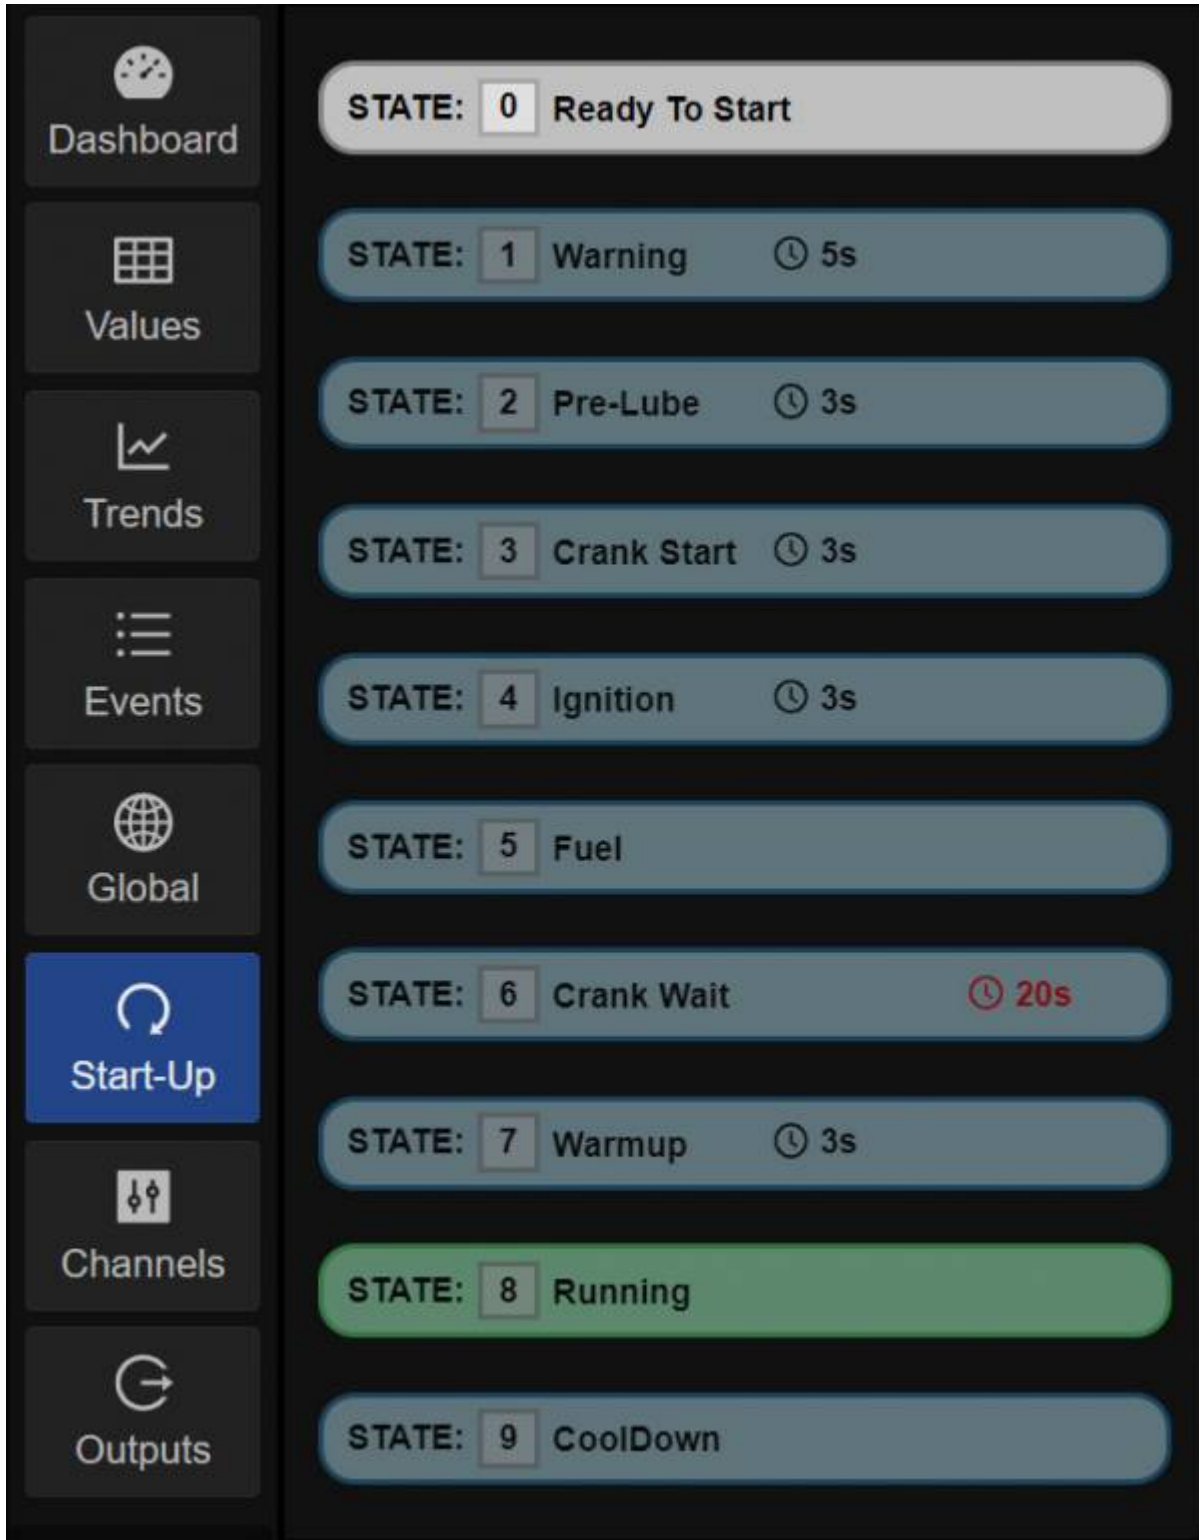 Dashboard
Values
Trends
Events
Global
Start-Up
Channels
Outputs
STATE: 0 Ready To Start
STATE: 1 Warning 5s
STATE: 2 Pre-Lube 3s
STATE: 3 Crank Start 3s
STATE: 4 Ignition 3s
STATE: 5 Fuel
STATE: 6 Crank Wait 20s
STATE: 7 Warmup 3s
STATE: 8 Running
STATE: 9 CoolDown